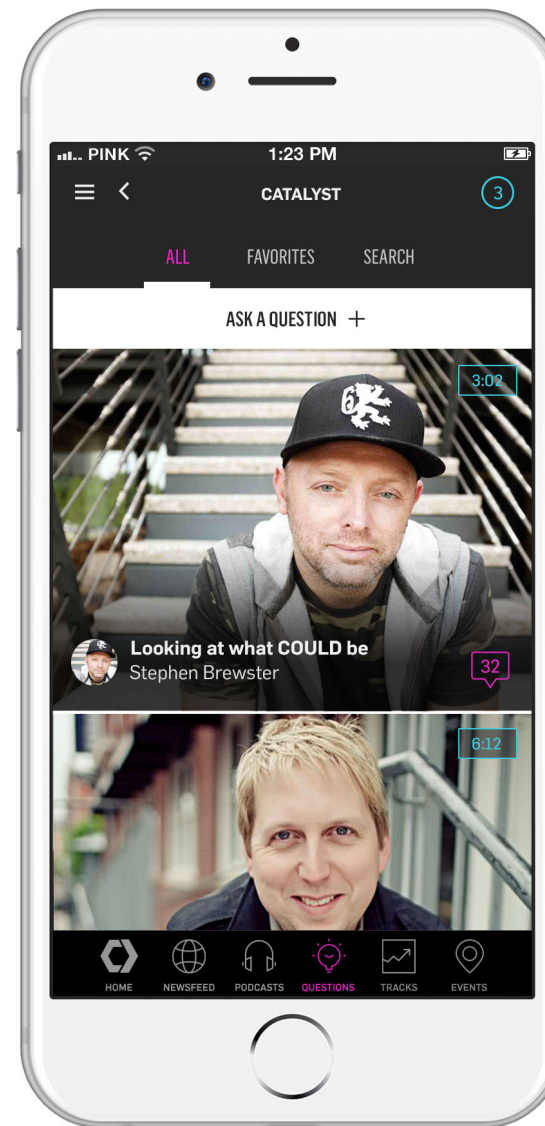 PINK 1:23 PM
CATALYST 3
ALL FAVORITES SEARCH
ASK A QUESTION +
3:02
6
Looking at what COULD be
Stephen Brewster
32
6:12
HOME NEWSFEED PODCASTS QUESTIONS TRACKS EVENTS